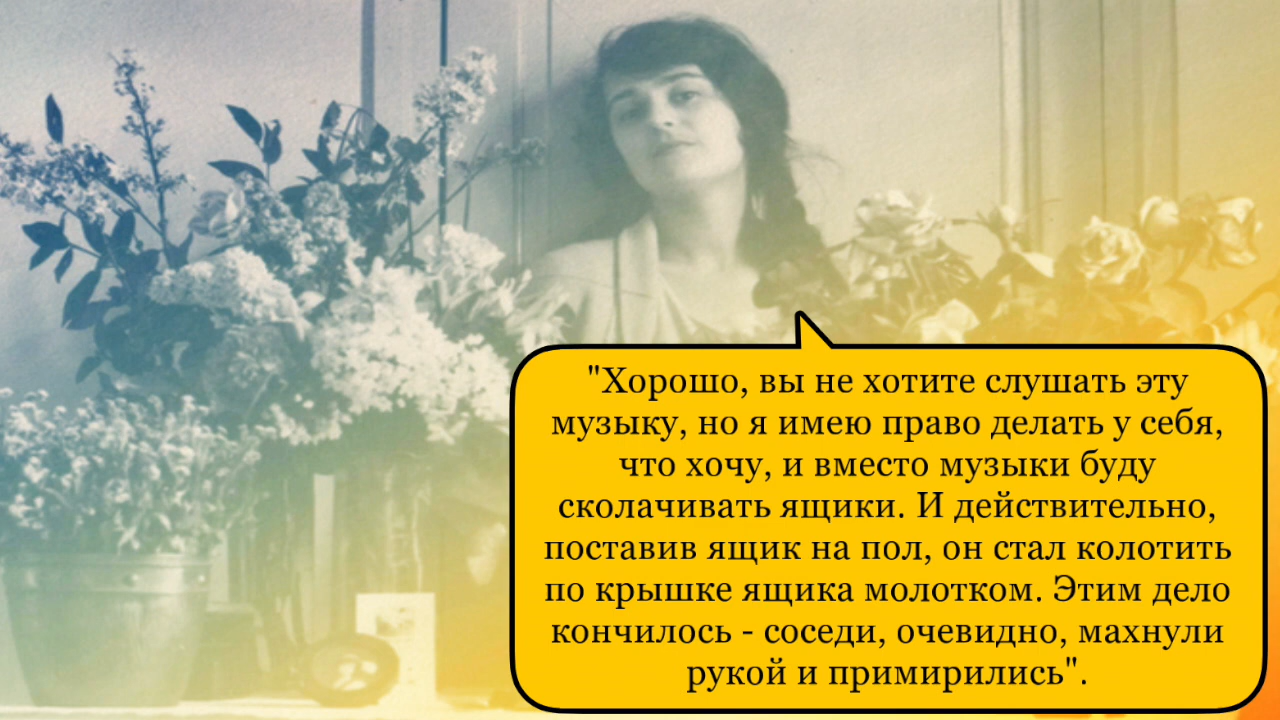 "Хорошо, вы не хотите слушать эту
музыку, но я имею право делать у себя,
что хочу, и вместо музыки буду
сколачивать ящики. И действительно,
поставив ящик на пол, он стал колотить
по крышке ящика молотком. Этим дело
кончилось - соседи, очевидно, махнули
рукой и примирились".